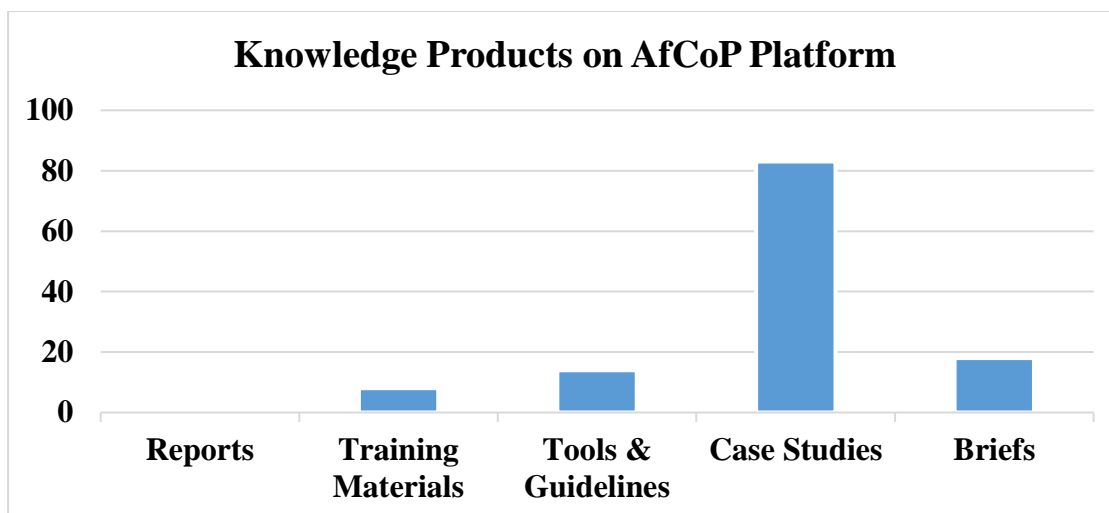 Knowledge Products on AfCoP Platform
100
80
60
40
20
0
Reports
Training
Materials
Tools &
Guidelines
Case Studies
Briefs